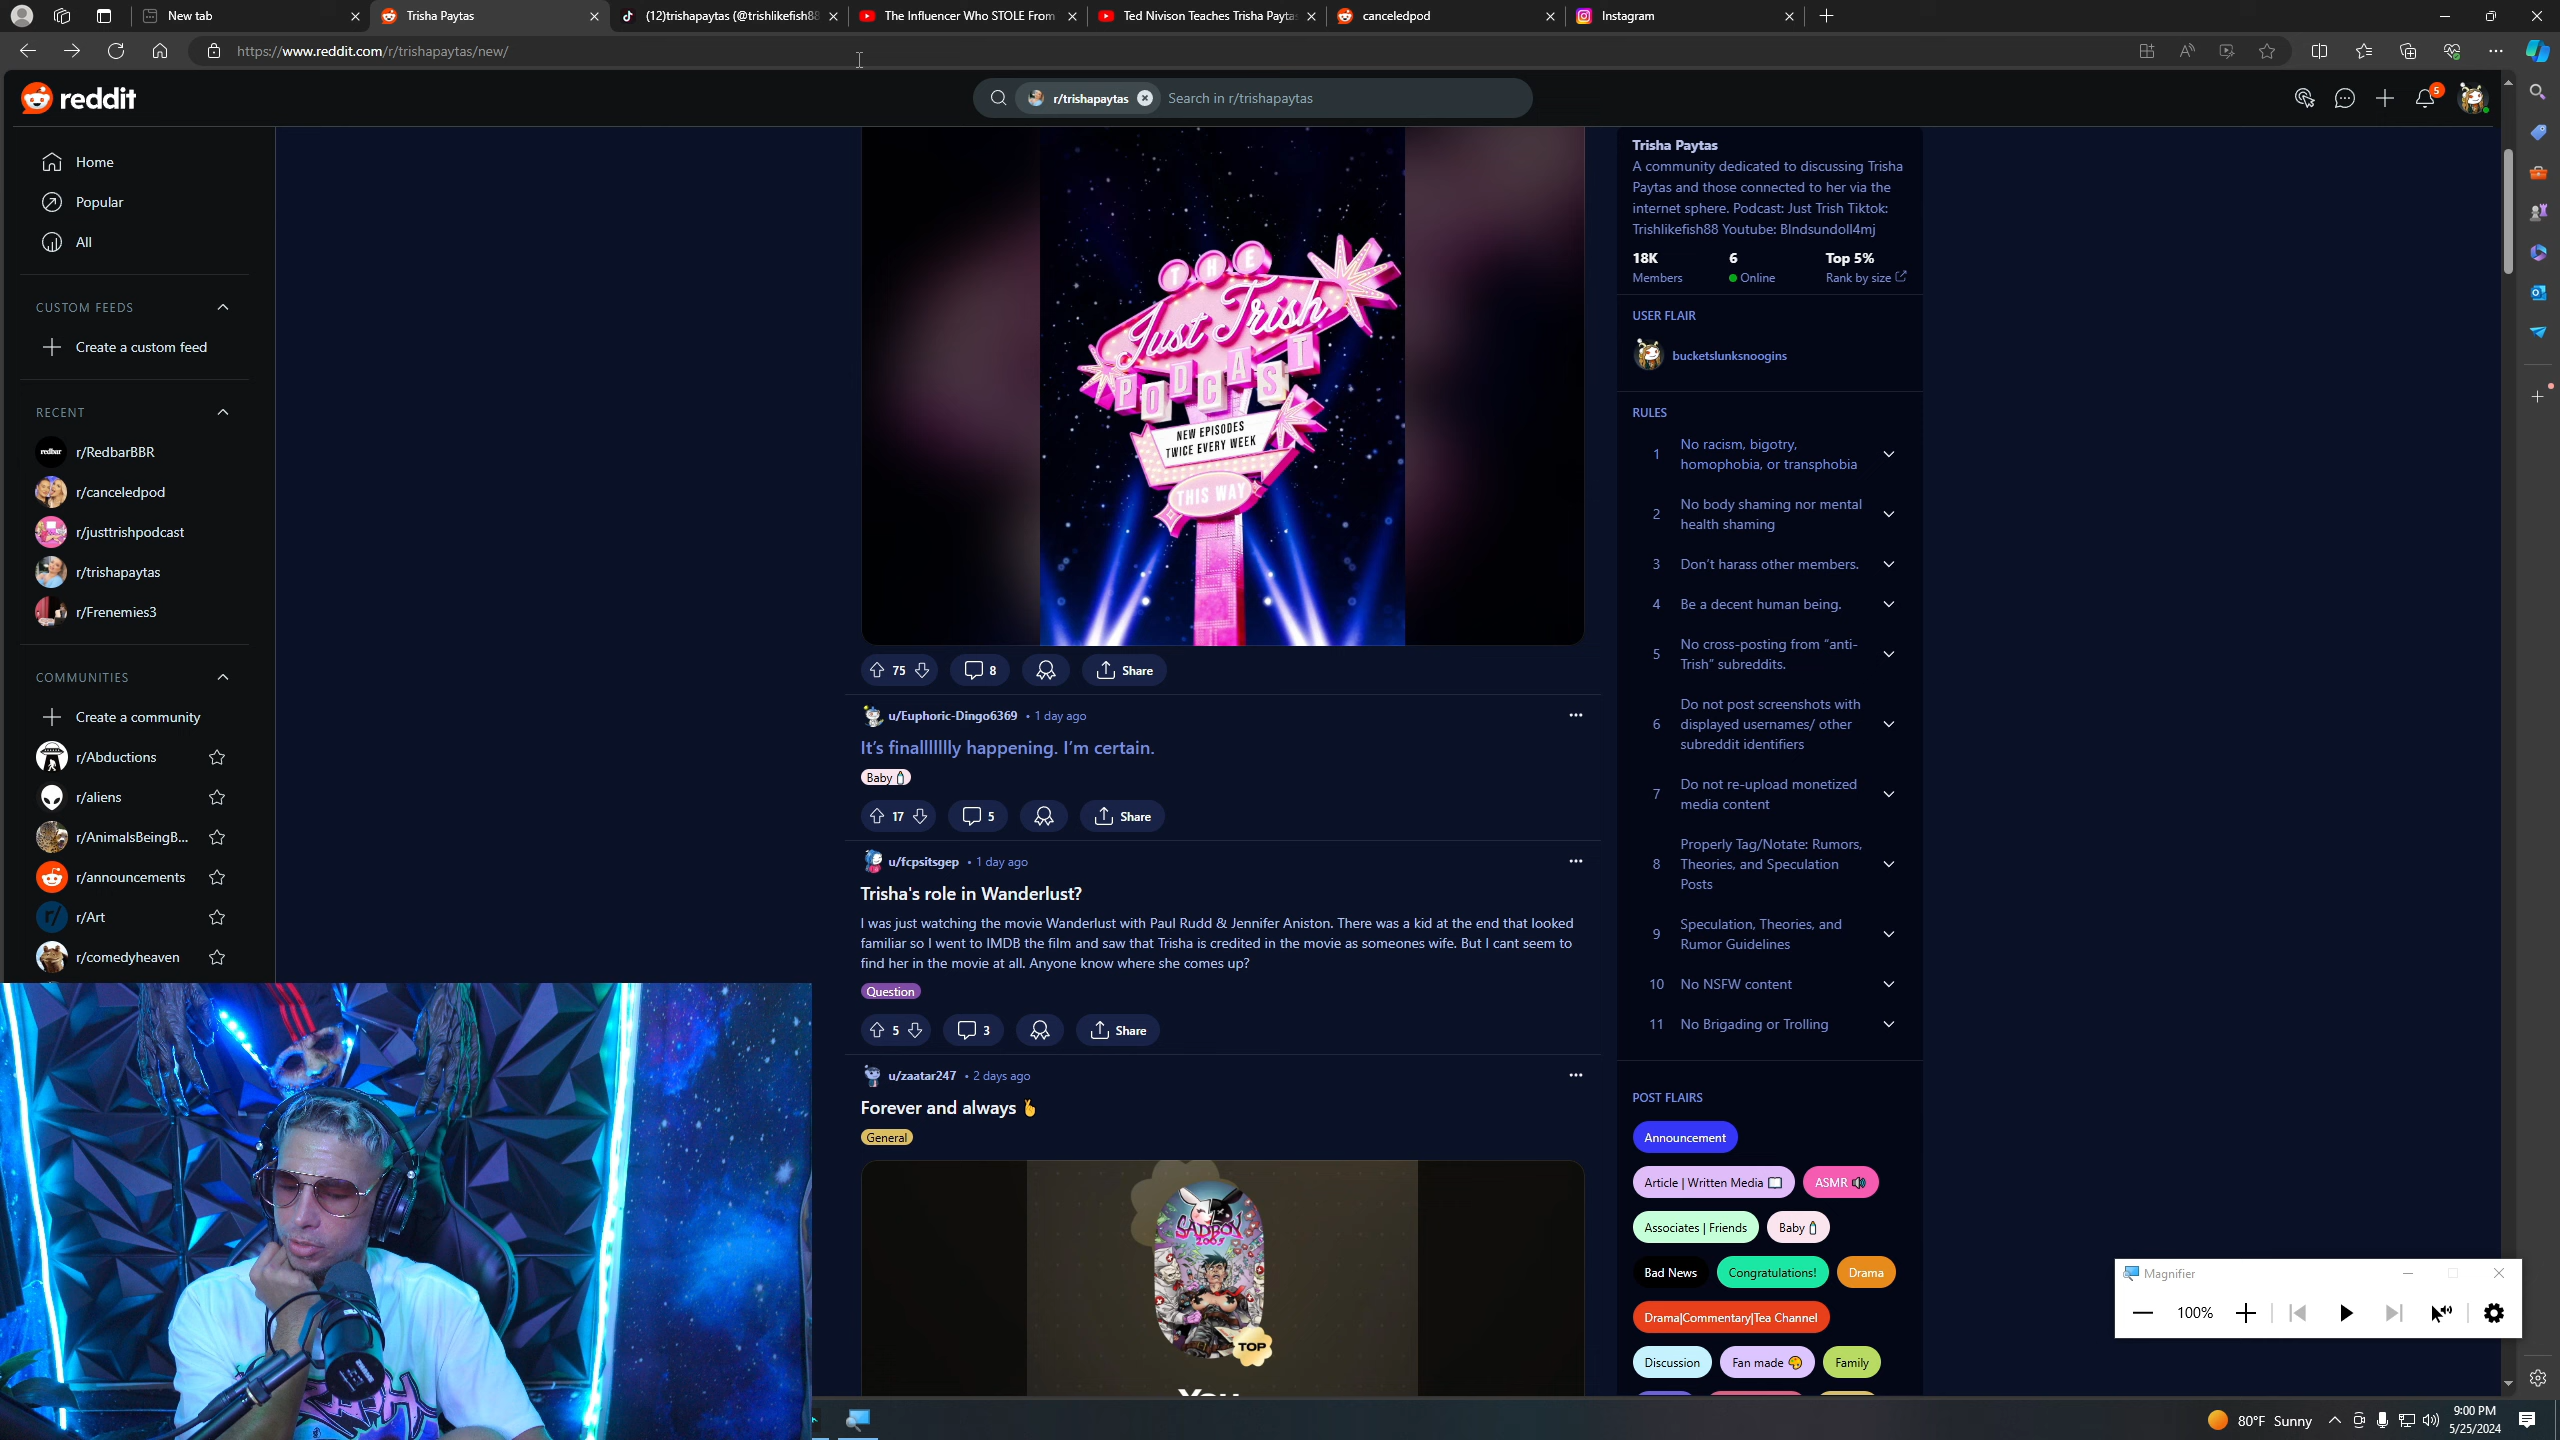 New tab
Trisha Paytas
(12)trishapaytas (@trishlikefish88
The Influencer Who STOLE From
Ted Nivison Teaches Trisha Payta
canceledpod
Instagram
https://www.reddit.com/r/trishapaytas/new/
reddit
r/trishapaytas
Search in r/trishapaytas
5
Home
Popular
All
CUSTOM FEEDS
Create a custom feed
RECENT
redbar
r/RedbarBBR
r/canceledpod
r/justtrishpodcast
r/trishapaytas
r/Frenemies3
COMMUNITIES
Create a community
r/Abductions
r/aliens
r/AnimalsBeingB...
r/announcements
r/
r/Art
r/comedyheaven
THE
Just Trish
PODCAST
NEW EPISODES
TWICE EVERY WEEK
THIS WAY
75
8
Share
u/Euphoric-Dingo6369 • 1 day ago
It's finallllllly happening. I'm certain.
Baby
17
5
Share
u/fcpsitsgep • 1 day ago
Trisha's role in Wanderlust?
I was just watching the movie Wanderlust with Paul Rudd & Jennifer Aniston. There was a kid at the end that looked
familiar so I went to IMDB the film and saw that Trisha is credited in the movie as someones wife. But I cant seem to
find her in the movie at all. Anyone know where she comes up?
Question
5
3
Share
u/zaatar247 • 2 days ago
Forever and always 🫰
General
SADBOY
2005
TOP
You
Trisha Paytas
A community dedicated to discussing Trisha
Paytas and those connected to her via the
internet sphere. Podcast: Just Trish Tiktok:
Trishlikefish88 Youtube: Blndsundoll4mj
18K
6
Top 5%
Members
Online
Rank by size
USER FLAIR
bucketslunksnoogins
RULES
1
No racism, bigotry,
homophobia, or transphobia
2
No body shaming nor mental
health shaming
3
Don't harass other members.
4
Be a decent human being.
5
No cross-posting from "anti-
Trish" subreddits.
6
Do not post screenshots with
displayed usernames/ other
subreddit identifiers
7
Do not re-upload monetized
media content
8
Properly Tag/Notate: Rumors,
Theories, and Speculation
Posts
9
Speculation, Theories, and
Rumor Guidelines
10
No NSFW content
11
No Brigading or Trolling
POST FLAIRS
Announcement
Article | Written Media 📖
ASMR 🔊
Associates | Friends
Baby
Bad News
Congratulations!
Drama
Drama|Commentary|Tea Channel
Discussion
Fan made 🎨
Family
Magnifier
100%
80°F Sunny
9:00 PM
5/25/2024